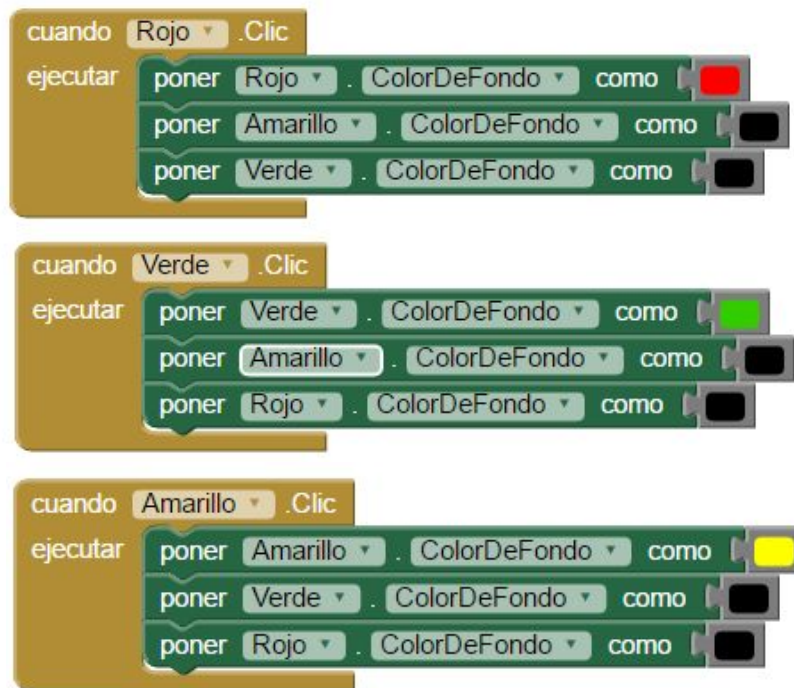 cuando Rojo .Clic
ejecutar poner Rojo . ColorDeFondo como
poner Amarillo . ColorDeFondo como
poner Verde . ColorDeFondo como
cuando Verde .Clic
ejecutar poner Verde . ColorDeFondo como
poner Amarillo . ColorDeFondo como
poner Rojo . ColorDeFondo como
cuando Amarillo .Clic
ejecutar poner Amarillo . ColorDeFondo como
poner Verde . ColorDeFondo como
poner Rojo . ColorDeFondo como